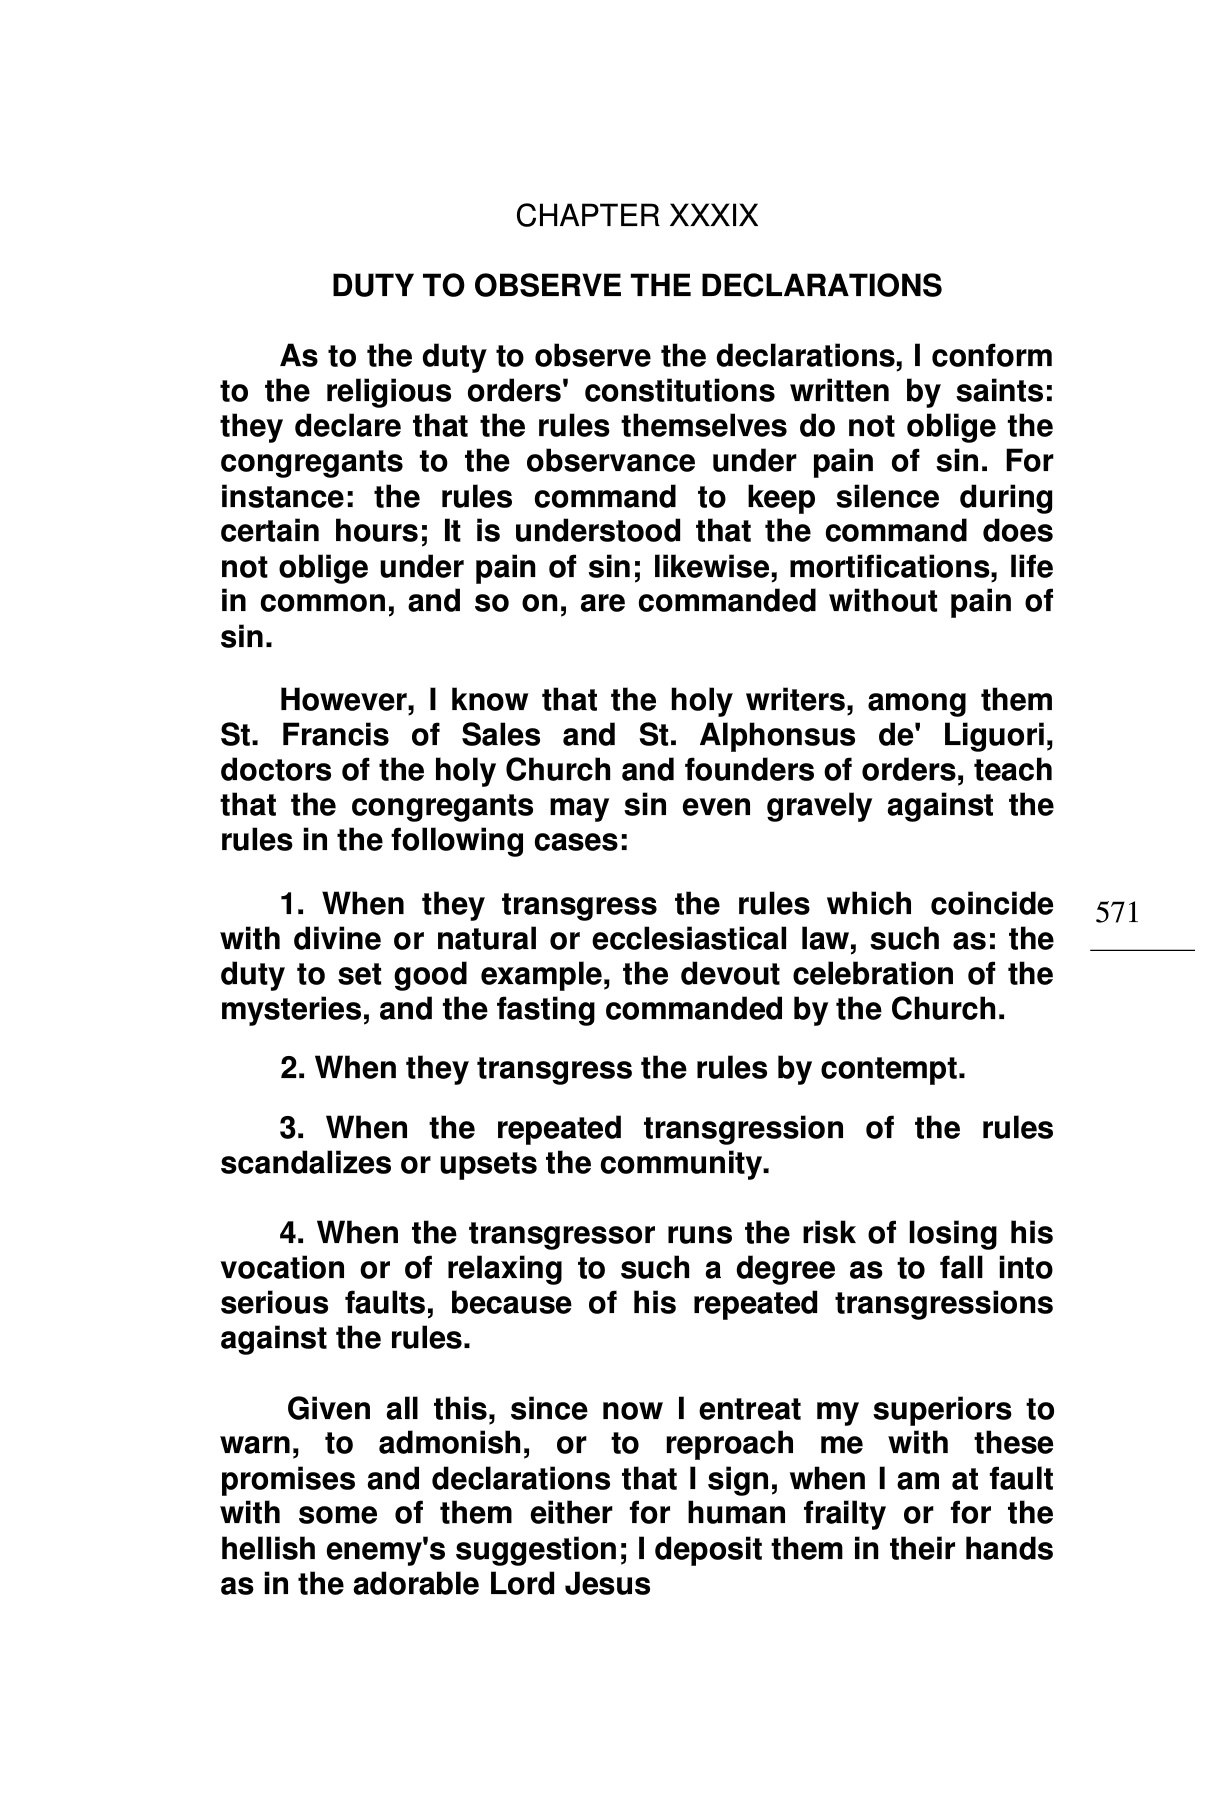 CHAPTER XXXIX
DUTY TO OBSERVE THE DECLARATIONS
As to the duty to observe the declarations, I conform
to the religious orders' constitutions written by saints:
they declare that the rules themselves do not oblige the
congregants to the observance under pain of sin. For
instance: the rules command to keep silence during
certain hours; It is understood that the command does
not oblige under pain of sin; likewise, mortifications, life
in common, and so on, are commanded without pain of
sin.
However, I know that the holy writers, among them
St. Francis of Sales and St. Alphonsus de' Liguori,
doctors of the holy Church and founders of orders, teach
that the congregants may sin even gravely against the
rules in the following cases:
1. When they transgress the rules which coincide
with divine or natural or ecclesiastical law, such as: the
duty to set good example, the devout celebration of the
mysteries, and the fasting commanded by the Church.
571
2. When they transgress the rules by contempt.
3. When the repeated transgression of the rules
scandalizes or upsets the community.
4. When the transgressor runs the risk of losing his
vocation or of relaxing to such a degree as to fall into
serious faults, because of his repeated transgressions
against the rules.
Given all this, since now I entreat my superiors to
warn, to admonish, or to reproach me with these
promises and declarations that I sign, when I am at fault
with some of them either for human frailty or for the
hellish enemy's suggestion; I deposit them in their hands
as in the adorable Lord Jesus